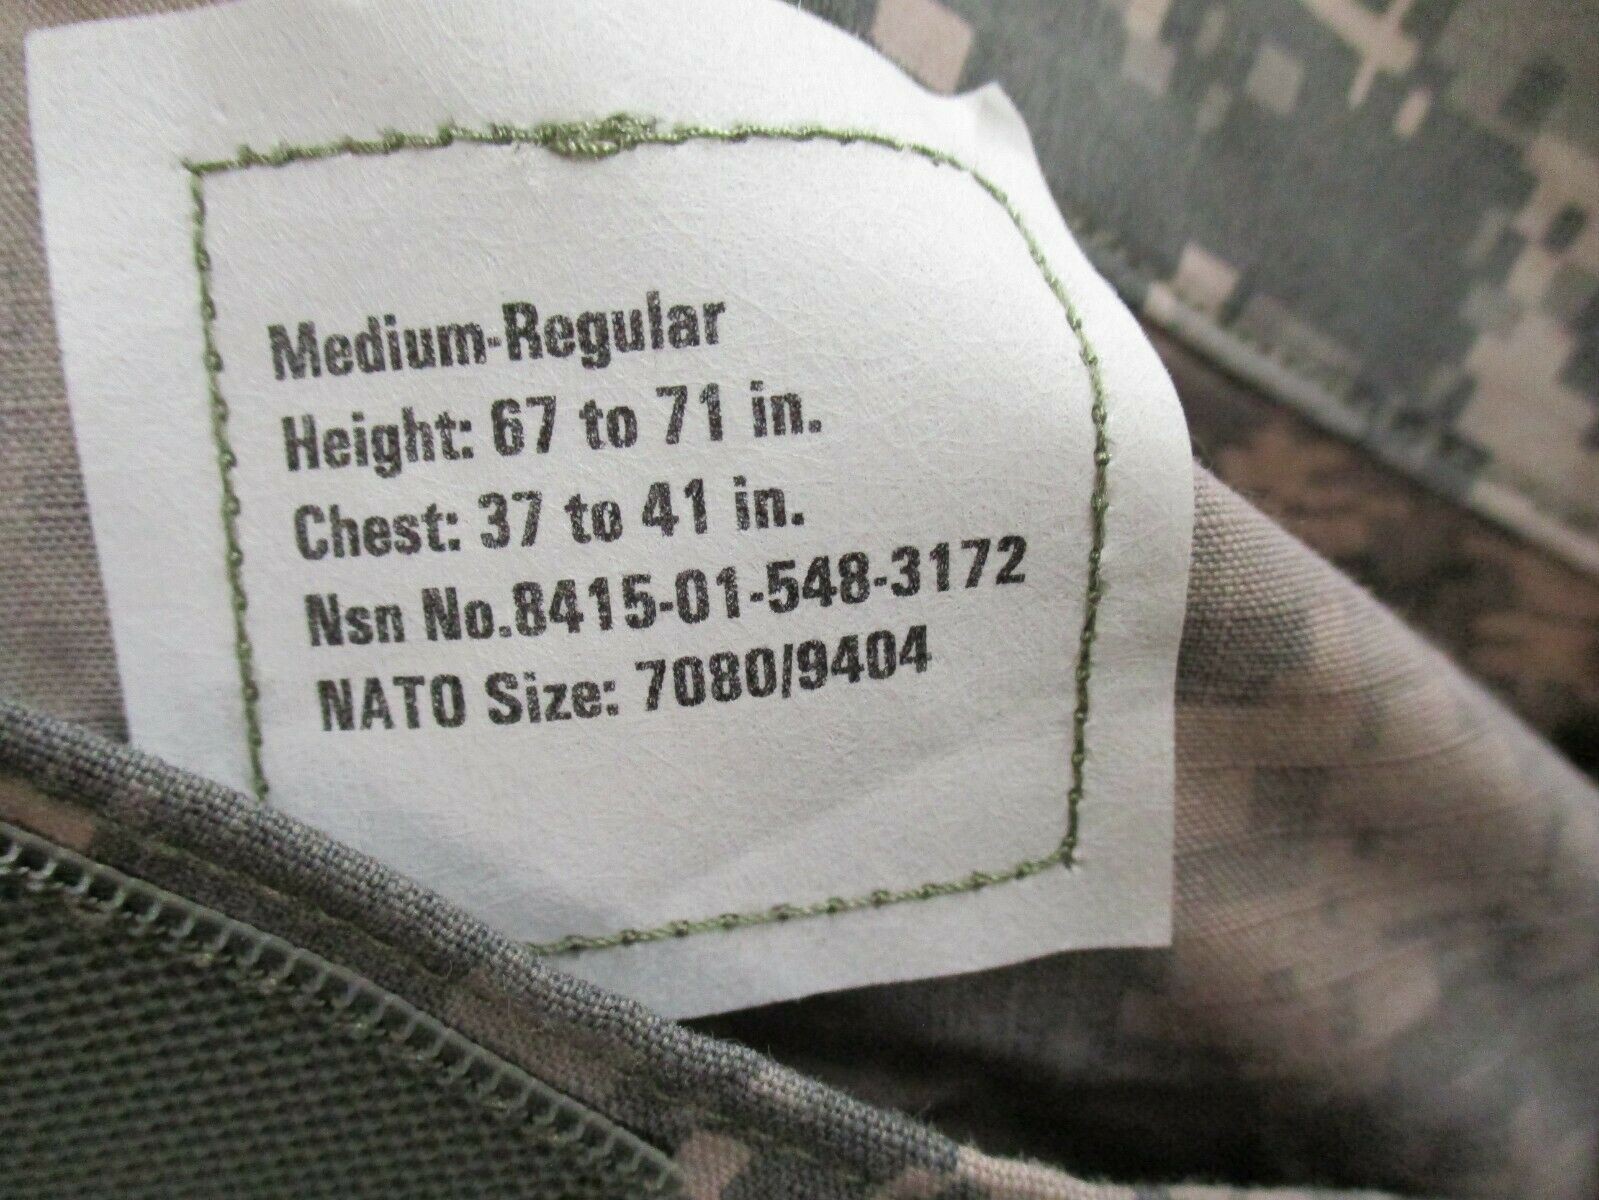 Medium-Regular
Height: 67 to 71 in.
Chest: 37 to 41 in.
Nsn No.8415-01-548-3172
NATO Size: 7080/9404